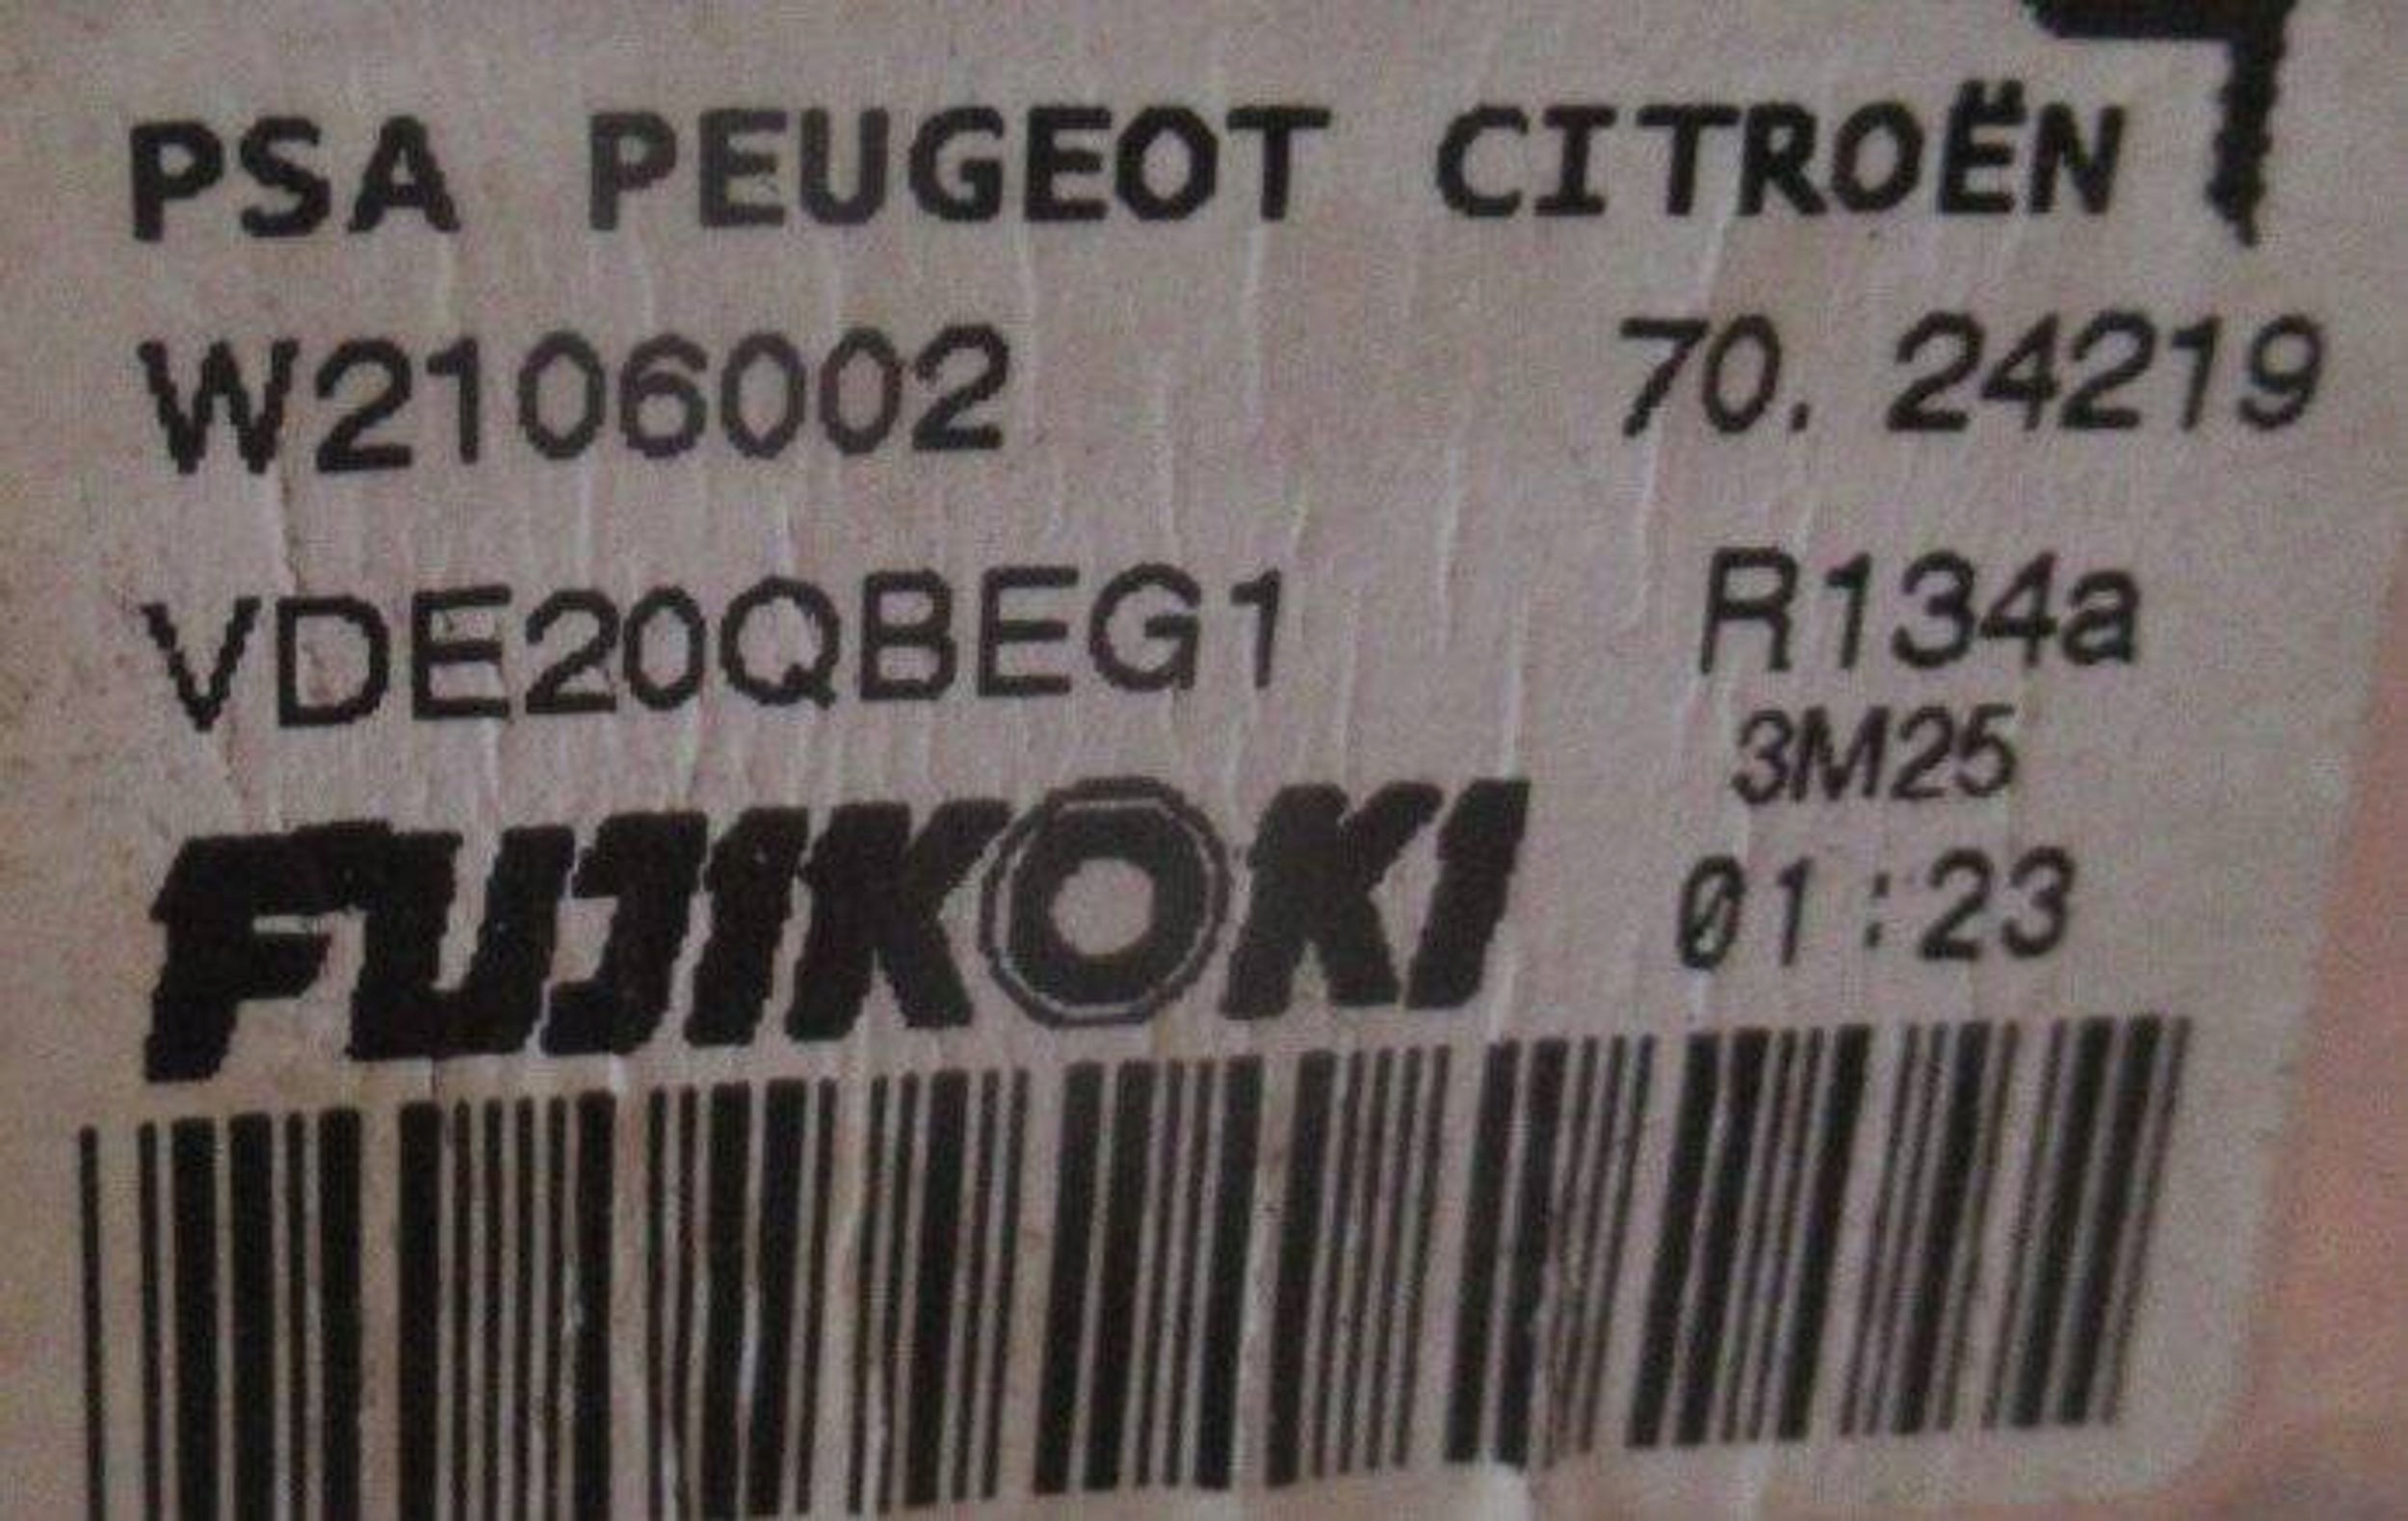 PSA PEUGEOT CITROËN
W2106002 70. 24219
VDE20QBEG1 R134a
3M25
FUJIKOKI 01:23